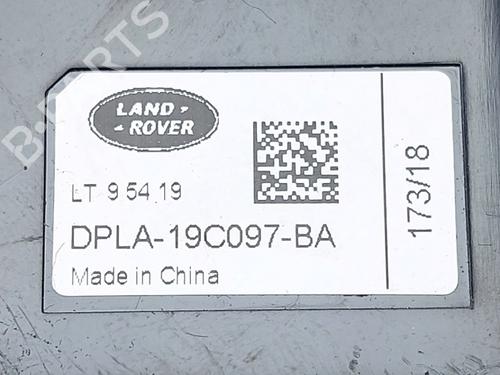 B-PARTS
LAND -
- ROVER
LT 9 54 19
DPLA-19C097-BA
Made in China
173/18